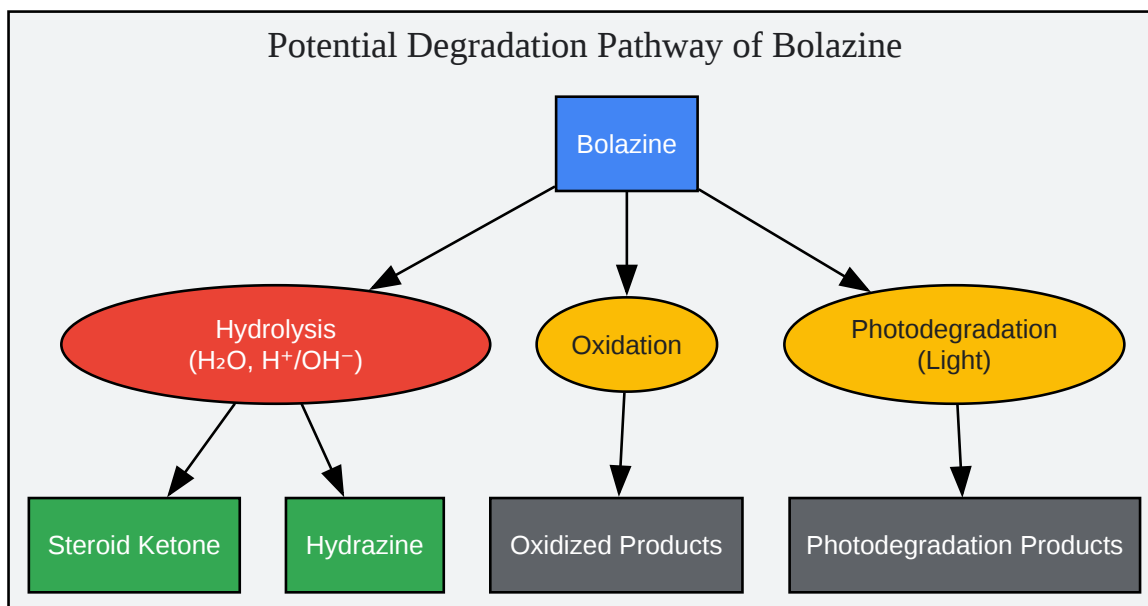 Potential Degradation Pathway of Bolazine
Bolazine
Hydrolysis
(H₂O, H⁺/OH⁻)
Oxidation
Photodegradation
(Light)
Steroid Ketone
Hydrazine
Oxidized Products
Photodegradation Products